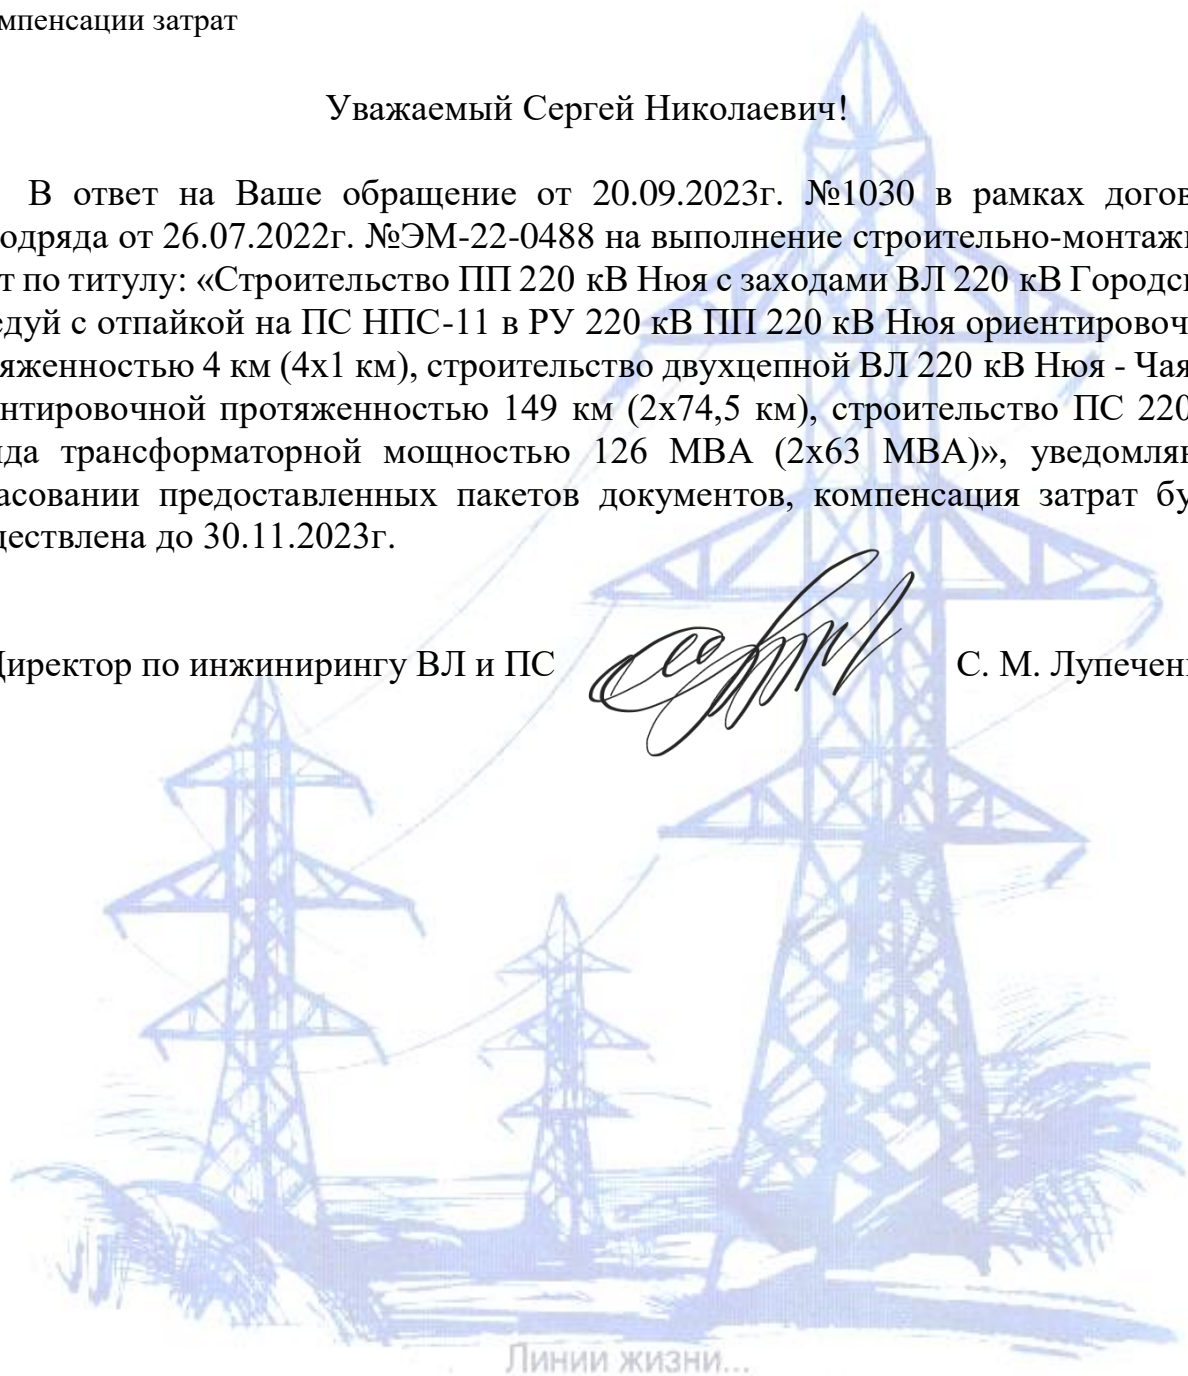 мпенсации затрат
Уважаемый Сергей Николаевич!
В ответ на Ваше обращение от 20.09.2023г. №1030 в рамках догов
одряда от 26.07.2022г. №ЭМ-22-0488 на выполнение строительно-монтажн
т по титулу: «Строительство ПП 220 кВ Нюя с заходами ВЛ 220 кВ Городск
едуй с отпайкой на ПС НПС-11 в РУ 220 кВ ПП 220 кВ Нюя ориентировоч
яженностью 4 км (4х1 км), строительство двухцепной ВЛ 220 кВ Нюя - Чая
нтировочной протяженностью 149 км (2х74,5 км), строительство ПС 220
да трансформаторной мощностью 126 МВА (2х63 МВА)», уведомля
асовании предоставленных пакетов документов, компенсация затрат бу
ществлена до 30.11.2023г.
Директор по инжинирингу ВЛ и ПС С. М. Лупечен
Линии жизни...